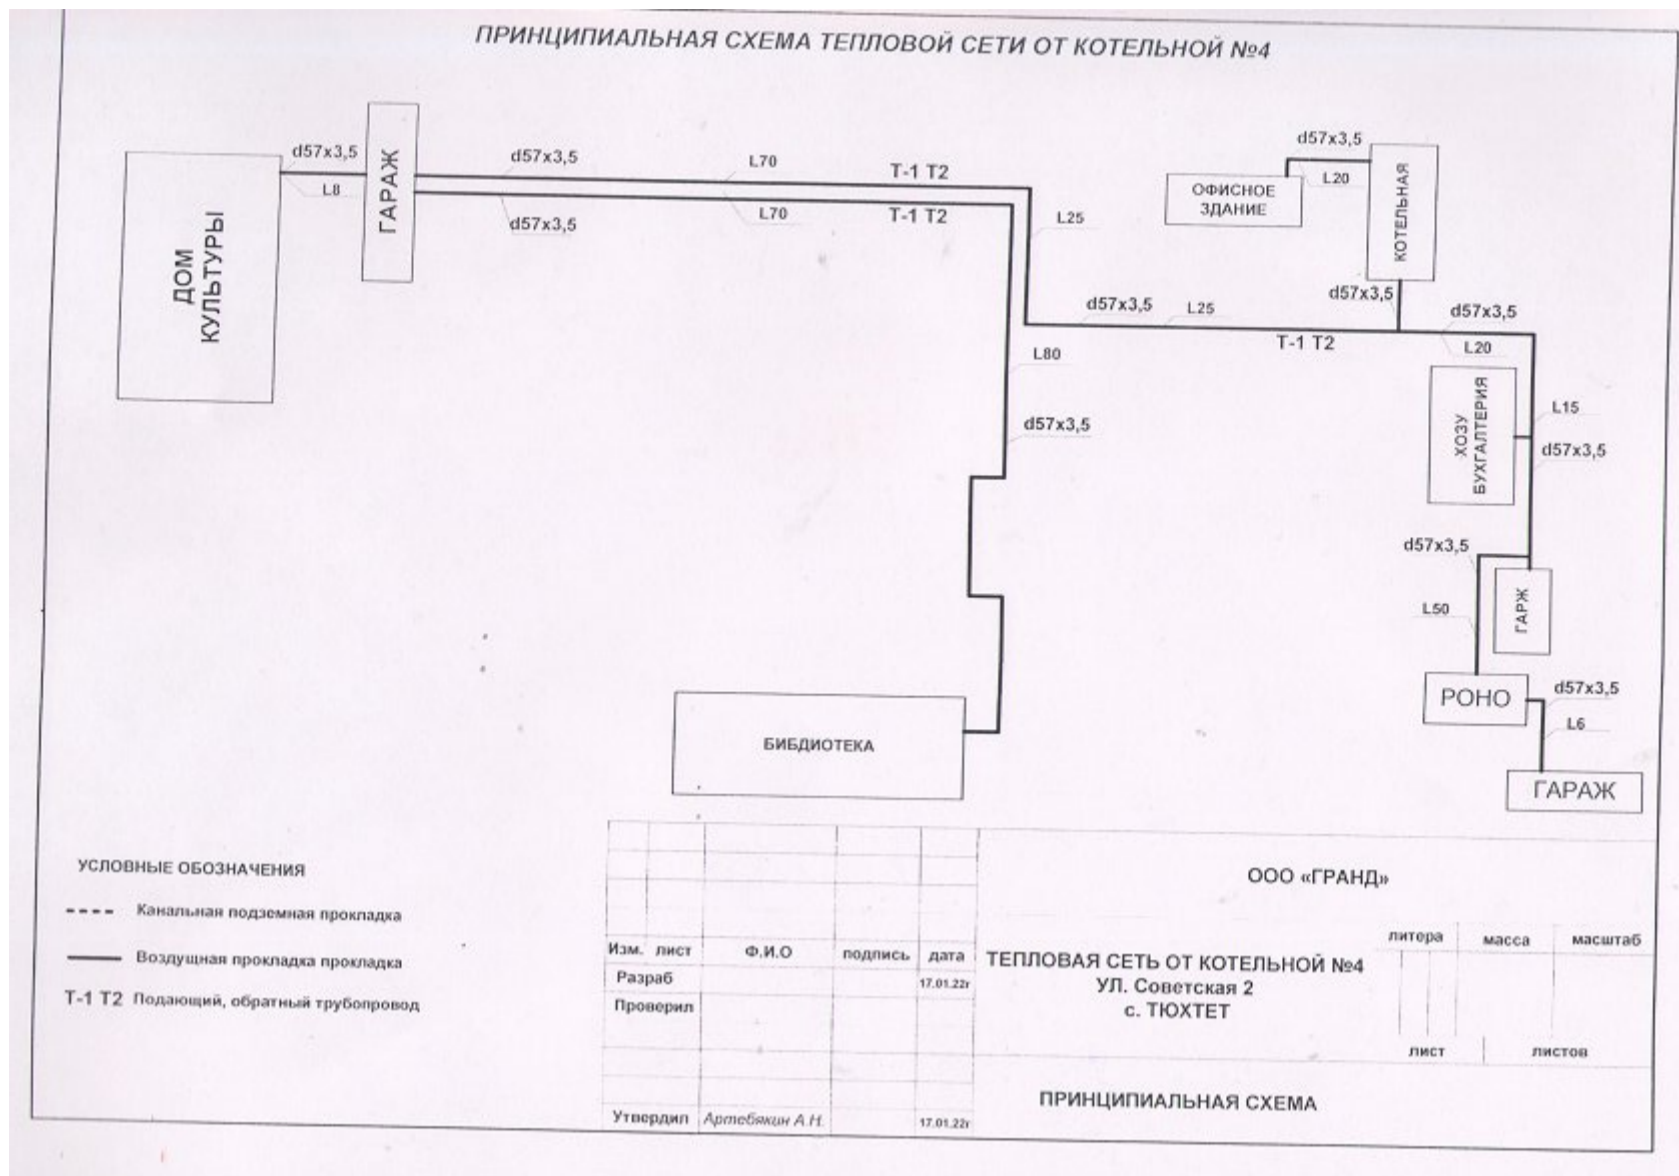 ПРИНЦИПИАЛЬНАЯ СХЕМА ТЕПЛОВОЙ СЕТИ ОТ КОТЕЛЬНОЙ №4
ДОМ
КУЛЬТУРЫ
d57x3,5
L8
ГАРАЖ
d57x3,5
L70
Т-1 Т2
d57x3,5
L70
Т-1 Т2
L25
L80
d57x3,5
d57x3,5
L25
Т-1 Т2
ОФИСНОЕ
ЗДАНИЕ
d57x3,5
L20
КОТЕЛЬНАЯ
d57x3,5
d57x3,5
L20
ХОЗУ
БУХГАЛТЕРИЯ
L15
d57x3,5
d57x3,5
L50
ГАРЖ
РОНО
d57x3,5
L6
ГАРАЖ
БИБДИОТЕКА
УСЛОВНЫЕ ОБОЗНАЧЕНИЯ
Канальная подземная прокладка
Воздущная прокладка прокладка
Т-1 Т2 Подающий, обратный трубопровод
Изм. лист Ф.И.О подпись дата
Разраб 17.01.22г
Проверил
Утвердил Артебякин А.Н. 17.01.22г
ООО «ГРАНД»
ТЕПЛОВАЯ СЕТЬ ОТ КОТЕЛЬНОЙ №4
УЛ. Советская 2
с. ТЮХТЕТ
литера масса масштаб
лист листов
ПРИНЦИПИАЛЬНАЯ СХЕМА